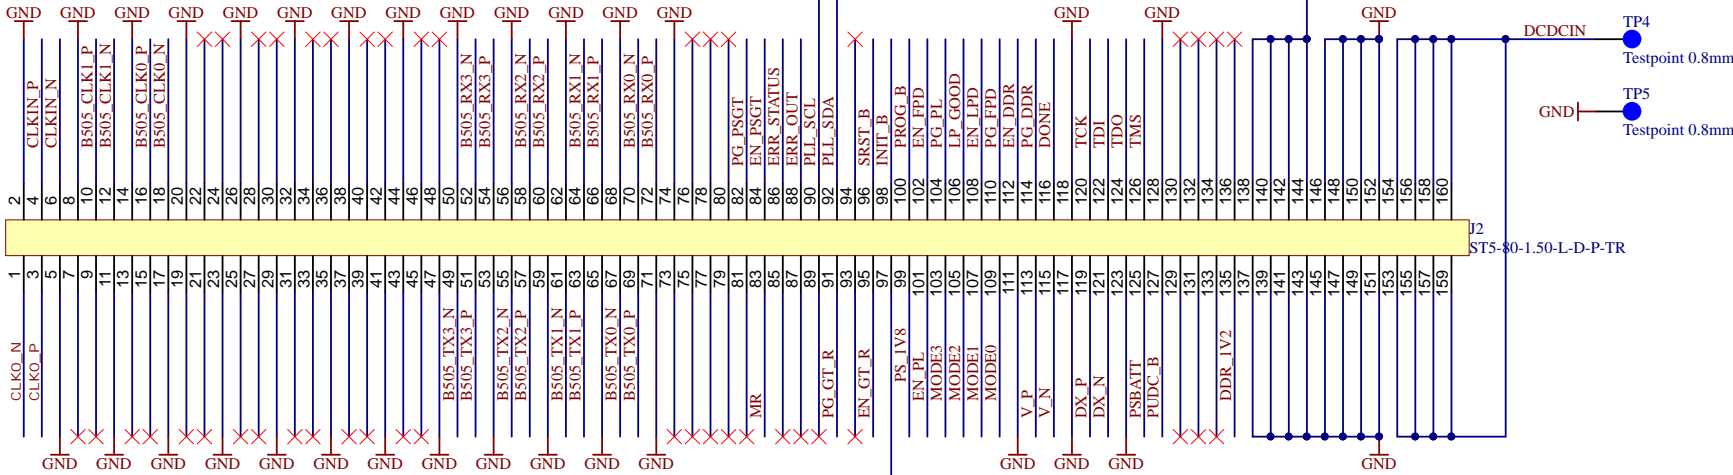 GND GND GND GND GND GND GND GND GND GND GND GND GND GND GND GND
DCDCIN
TP4
Testpoint 0.8mm
GND
TP5
Testpoint 0.8mm
CLKIN_P
CLKIN_N
B505_CLK1_P
B505_CLK1_N
B505_CLK0_P
B505_CLK0_N
B505_RX3_N
B505_RX3_P
B505_RX2_N
B505_RX2_P
B505_RX1_N
B505_RX1_P
B505_RX0_N
B505_RX0_P
PG_PSGT
EN_PSGT
ERR_STATUS
ERR_OUT
PLL_SCL
PLL_SDA
SRST_B
INIT_B
PROG_B
EN_FPD
PG_PL
LP_GOOD
EN_LPD
PG_FPD
EN_DDR
PG_DDR
DONE
TCK
TDI
TDO
TMS
2 4 6 8 10 12 14 16 18 20 22 24 26 28 30 32 34 36 38 40 42 44 46 48 50 52 54 56 58 60 62 64 66 68 70 72 74 76 78 80 82 84 86 88 90 92 94 96 98 100 102 104 106 108 110 112 114 116 118 120 122 124 126 128 130 132 134 136 138 140 142 144 146 148 150 152 154 156 158 160
J2
ST5-80-1.50-L-D-P-TR
1 3 5 7 9 11 13 15 17 19 21 23 25 27 29 31 33 35 37 39 41 43 45 47 49 51 53 55 57 59 61 63 65 67 69 71 73 75 77 79 81 83 85 87 89 91 93 95 97 99 101 103 105 107 109 111 113 115 117 119 121 123 125 127 129 131 133 135 137 139 141 143 145 147 149 151 153 155 157 159
CLKO_N
CLKO_P
B505_TX3_N
B505_TX3_P
B505_TX2_N
B505_TX2_P
B505_TX1_N
B505_TX1_P
B505_TX0_N
B505_TX0_P
MR
PG_GT_R
EN_GT_R
PS_1V8
EN_PL
MODE3
MODE2
MODE1
MODE0
V_P
V_N
DX_P
DX_N
PSBATT
PUDC_B
DDR_1V2
GND GND GND GND GND GND GND GND GND GND GND GND GND GND GND GND